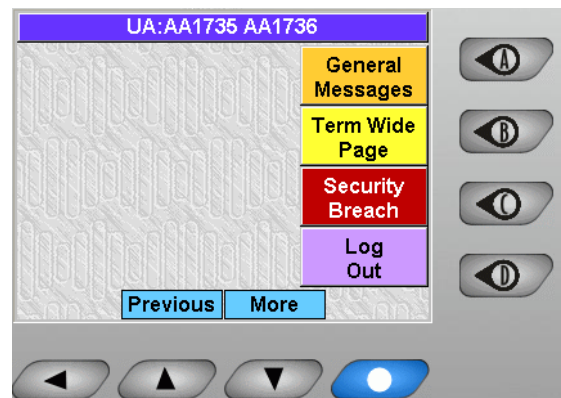 UA:AA1735 AA1736
General
Messages
A
Term Wide
Page
B
Security
Breach
C
Log
Out
D
Previous More